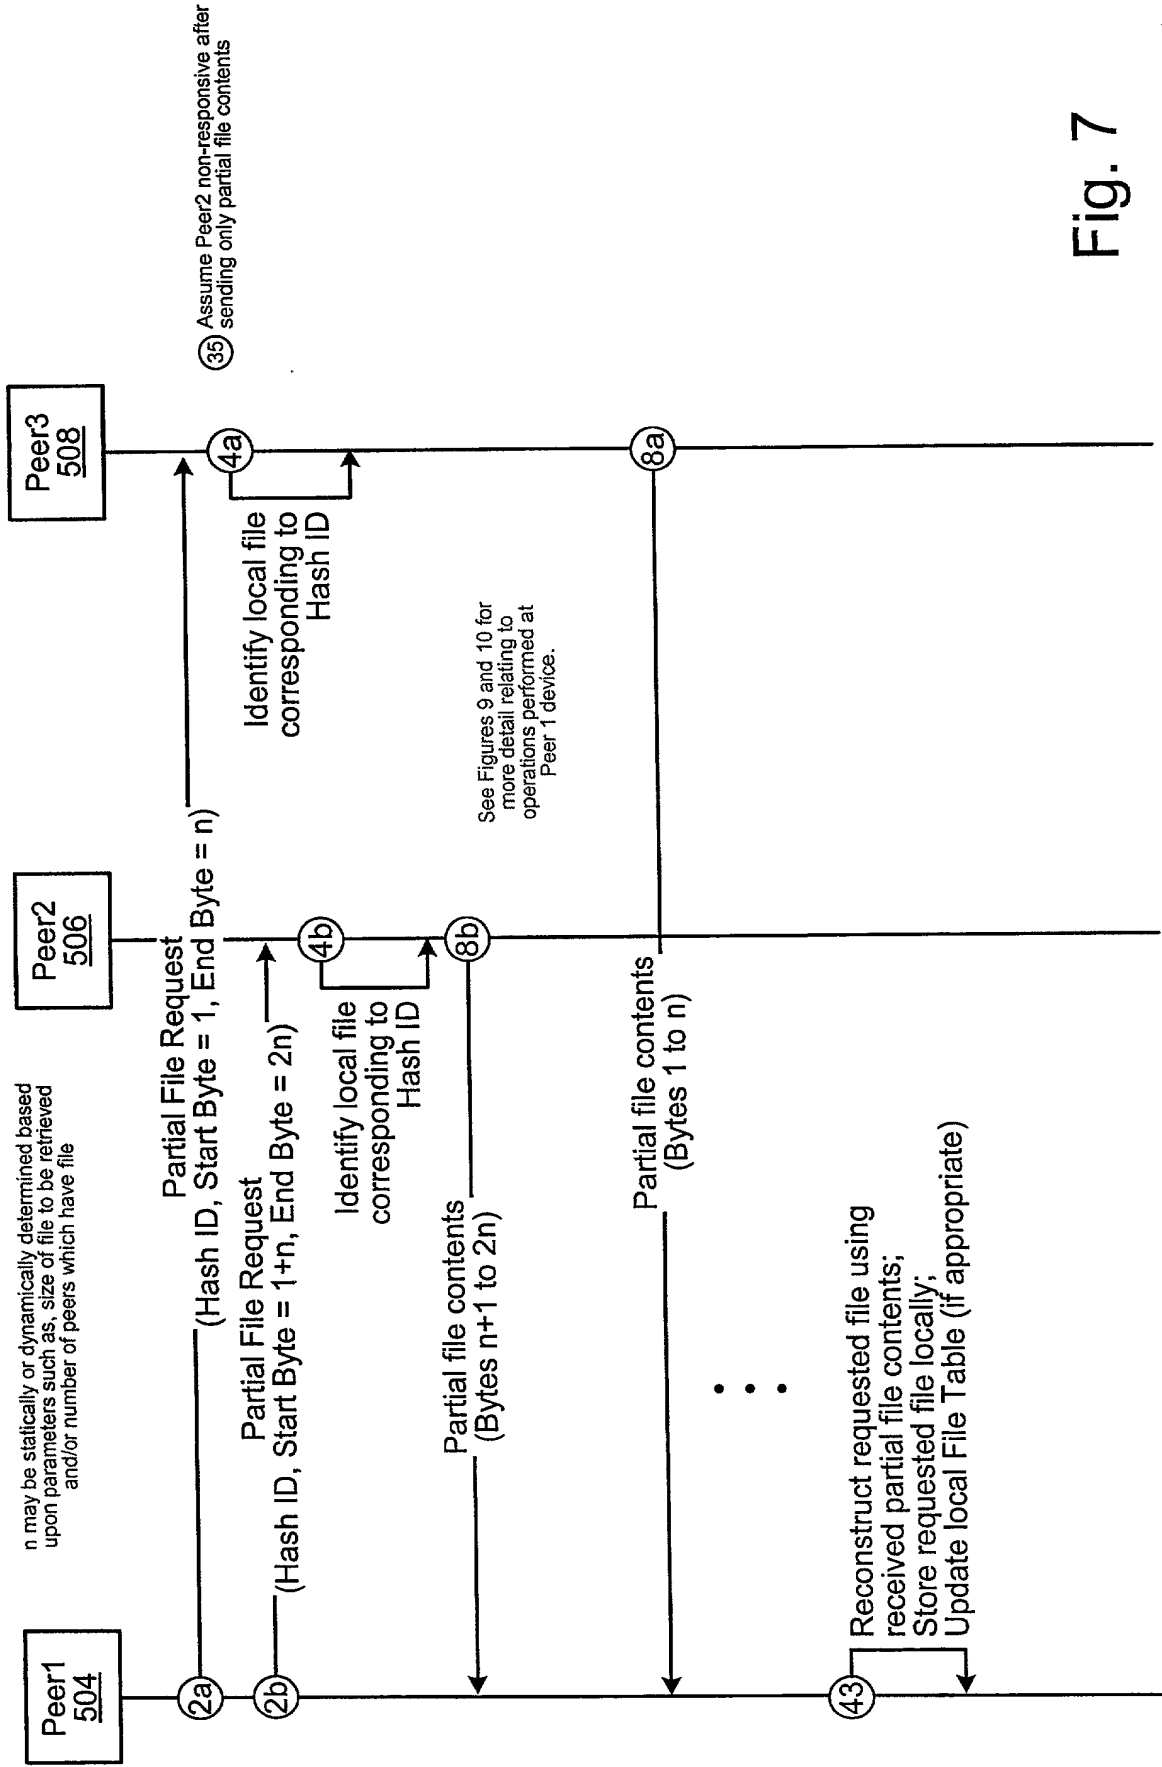 Peer1
504
Peer2
506
Peer3
508
n may be statically or dynamically determined based
upon parameters such as, size of file to be retrieved
and/or number of peers which have file
35
Assume Peer2 non-responsive after
sending only partial file contents
2a
Partial File Request
(Hash ID, Start Byte = 1, End Byte = n)
4a
Identify local file
corresponding to
Hash ID
2b
Partial File Request
(Hash ID, Start Byte = 1+n, End Byte = 2n)
4b
Identify local file
corresponding to
Hash ID
8b
Partial file contents
(Bytes n+1 to 2n)
See Figures 9 and 10 for
more detail relating to
operations performed at
Peer 1 device.
8a
Partial file contents
(Bytes 1 to n)
43
Reconstruct requested file using
received partial file contents;
Store requested file locally;
Update local File Table (if appropriate)
Fig. 7